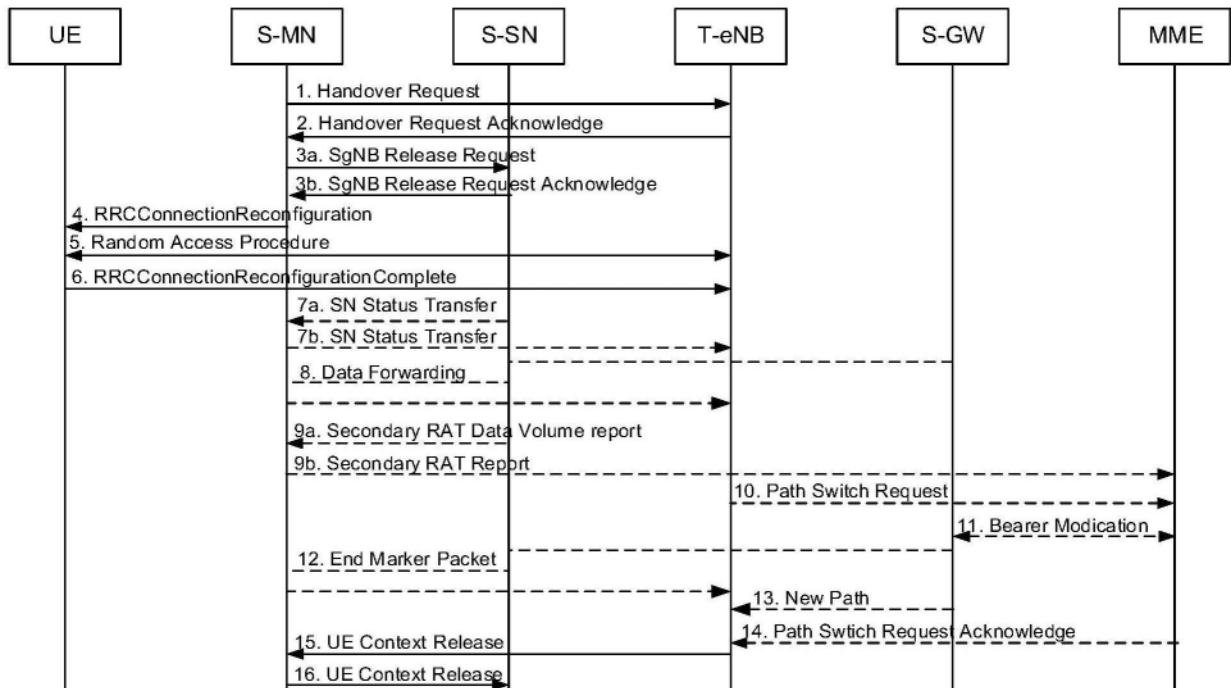 UE S-MN S-SN T-eNB S-GW MME
1. Handover Request
2. Handover Request Acknowledge
3a. SgNB Release Request
3b. SgNB Release Request Acknowledge
4. RRCConnectionReconfiguration
5. Random Access Procedure
6. RRCConnectionReconfigurationComplete
7a. SN Status Transfer
7b. SN Status Transfer
8. Data Forwarding
9a. Secondary RAT Data Volume report
9b. Secondary RAT Report
10. Path Switch Request
11. Bearer Modication
12. End Marker Packet
13. New Path
14. Path Swtich Request Acknowledge
15. UE Context Release
16. UE Context Release